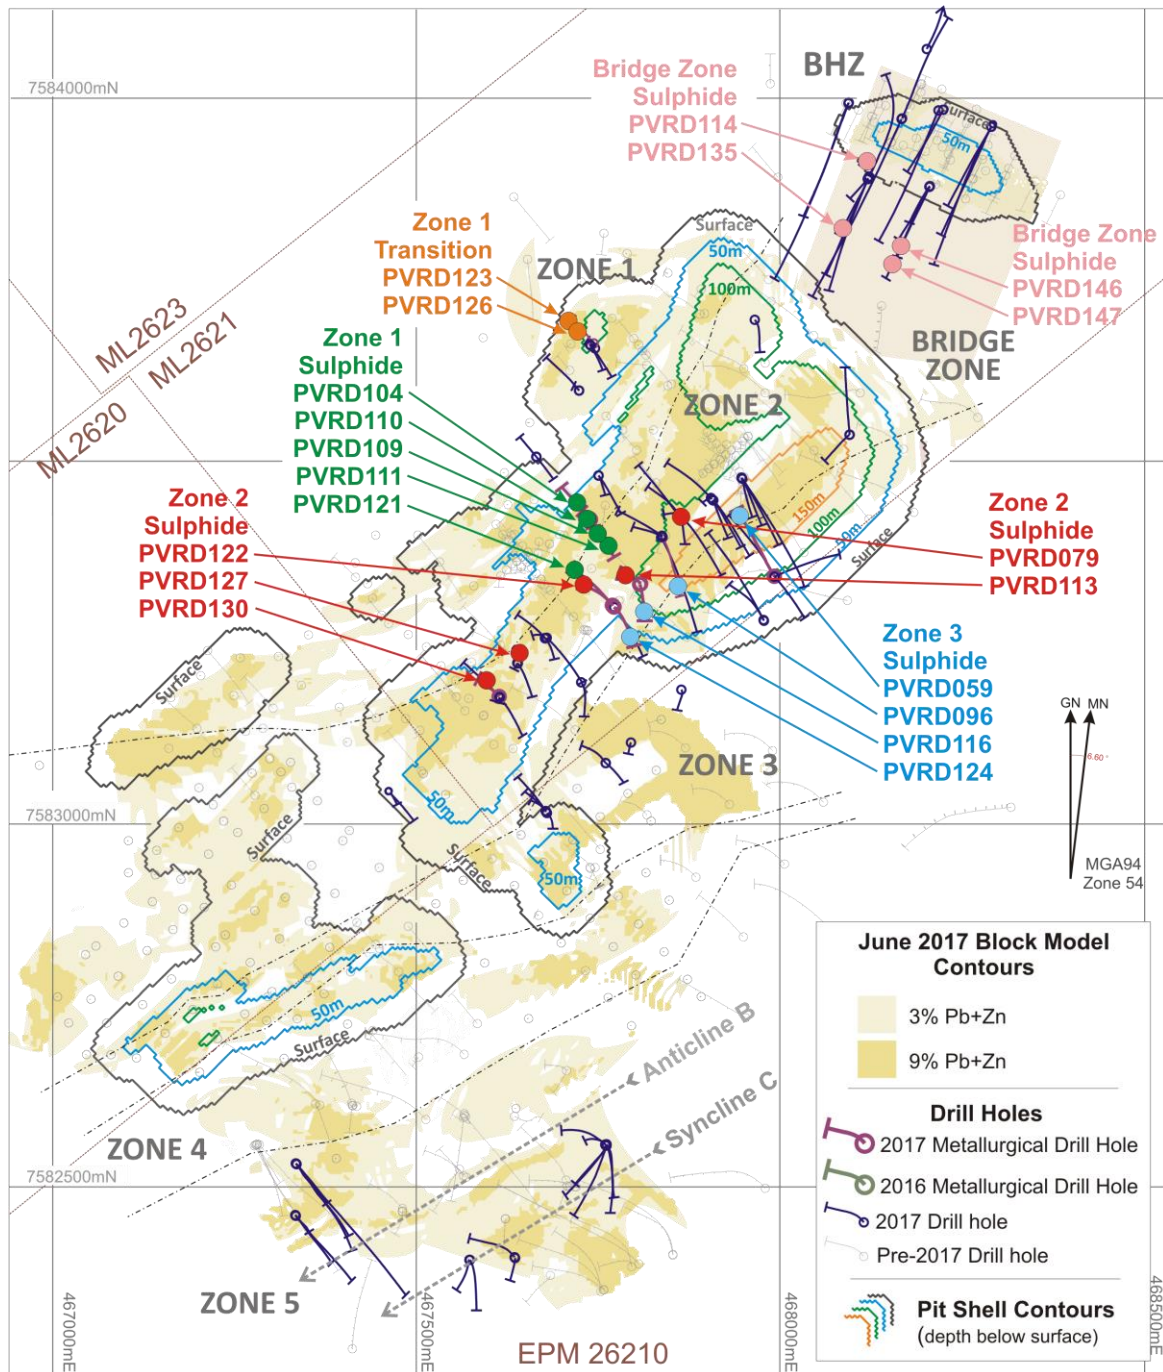 BHZ
7584000mN
Bridge Zone
Sulphide
PVRD114
PVRD135
Surface
50m
Zone 1
Transition
PVRD123
PVRD126
ZONE 1
Surface
50m
100m
Bridge Zone
Sulphide
PVRD146
PVRD147
BRIDGE
ZONE
ML2623
ML2621
ML2620
Zone 1
Sulphide
PVRD104
PVRD110
PVRD109
PVRD111
PVRD121
ZONE 2
150m
100m
50m
Surface
Zone 2
Sulphide
PVRD122
PVRD127
PVRD130
Zone 2
Sulphide
PVRD079
PVRD113
Zone 3
Sulphide
PVRD059
PVRD096
PVRD116
PVRD124
Surface
ZONE 3
GN MN
6.60°
MGA94
Zone 54
7583000mN
50m
Surface
Surface
50m
50m
Surface
Anticline B
Syncline C
ZONE 4
7582500mN
ZONE 5
467000mE
467500mE
468000mE
468500mE
EPM 26210
June 2017 Block Model
Contours
3% Pb+Zn
9% Pb+Zn
Drill Holes
2017 Metallurgical Drill Hole
2016 Metallurgical Drill Hole
2017 Drill hole
Pre-2017 Drill hole
Pit Shell Contours
(depth below surface)